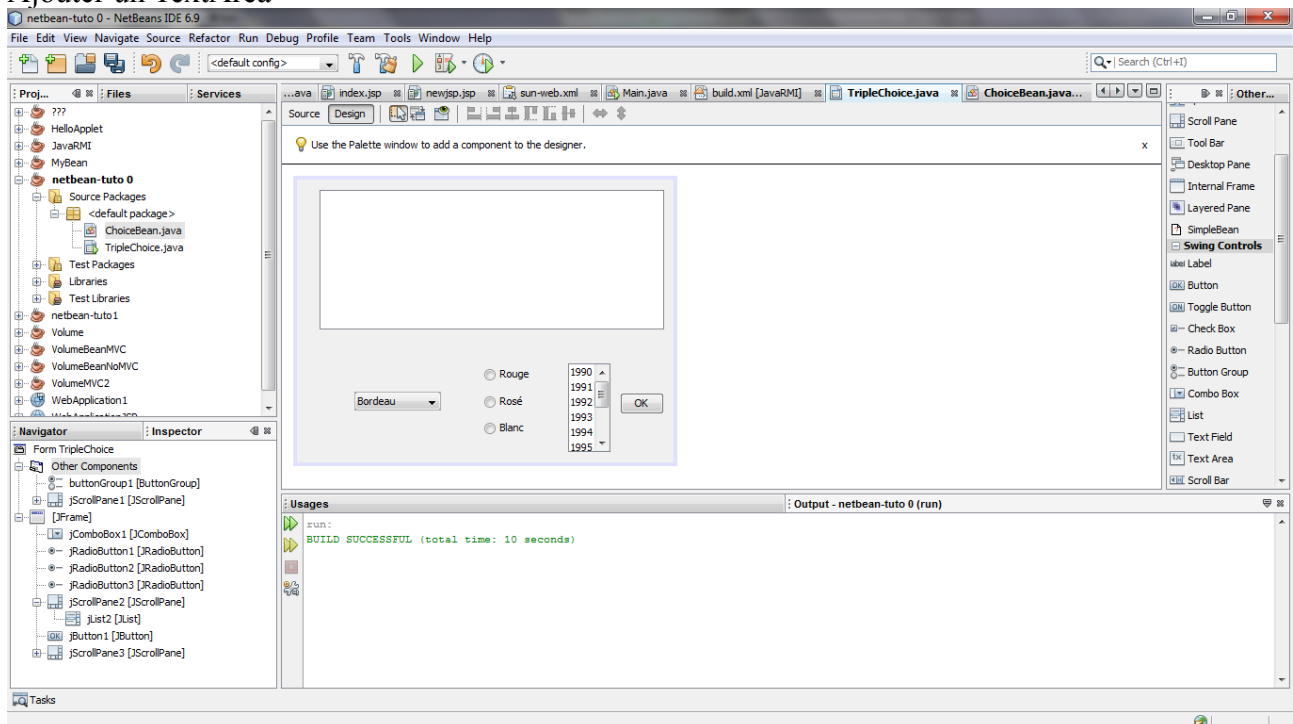 Ajouter un TextArea
netbean-tuto 0 - NetBeans IDE 6.9
File Edit View Navigate Source Refactor Run Debug Profile Team Tools Window Help
<default config>
Search (Ctrl+I)
Proj... Files Services
...ava index.jsp newjsp.jsp sun-web.xml Main.java build.xml [JavaRMI] TripleChoice.java ChoiceBean.java...
Other...
???
HelloApplet
JavaRMI
MyBean
netbean-tuto 0
Source Packages
<default package>
ChoiceBean.java
TripleChoice.java
Test Packages
Libraries
Test Libraries
netbean-tuto1
Volume
VolumeBeanMVC
VolumeBeanNoMVC
VolumeMVC2
WebApplication1
Source Design
Use the Palette window to add a component to the designer. x
Bordeau
Rouge
Rosé
Blanc
1990
1991
1992
1993
1994
1995
OK
Scroll Pane
Tool Bar
Desktop Pane
Internal Frame
Layered Pane
SimpleBean
Swing Controls
label Label
OK Button
ON Toggle Button
Check Box
Radio Button
Button Group
Combo Box
List
Text Field
Text Area
Scroll Bar
Navigator Inspector
Form TripleChoice
Other Components
buttonGroup1 [ButtonGroup]
jScrollPane1 [JScrollPane]
[JFrame]
jComboBox1 [JComboBox]
jRadioButton1 [JRadioButton]
jRadioButton2 [JRadioButton]
jRadioButton3 [JRadioButton]
jScrollPane2 [JScrollPane]
jList2 [JList]
OK jButton1 [JButton]
jScrollPane3 [JScrollPane]
Usages Output - netbean-tuto 0 (run)
run:
BUILD SUCCESSFUL (total time: 10 seconds)
Tasks